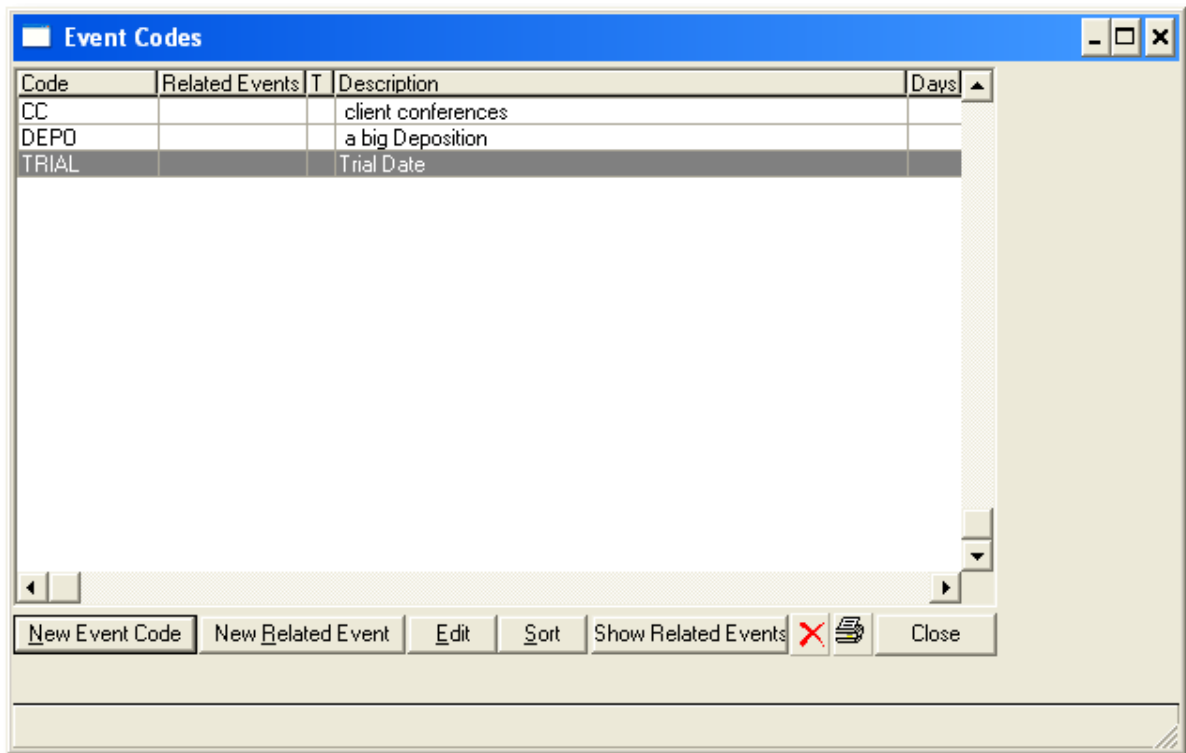 Event Codes
Code Related Events T Description Days
CC client conferences
DEPO a big Deposition
TRIAL Trial Date
New Event Code New Related Event Edit Sort Show Related Events Close